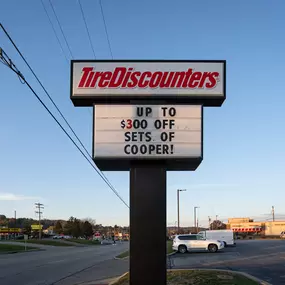 TireDiscounters
UP TO
$300 OFF
SETS OF
COOPER!